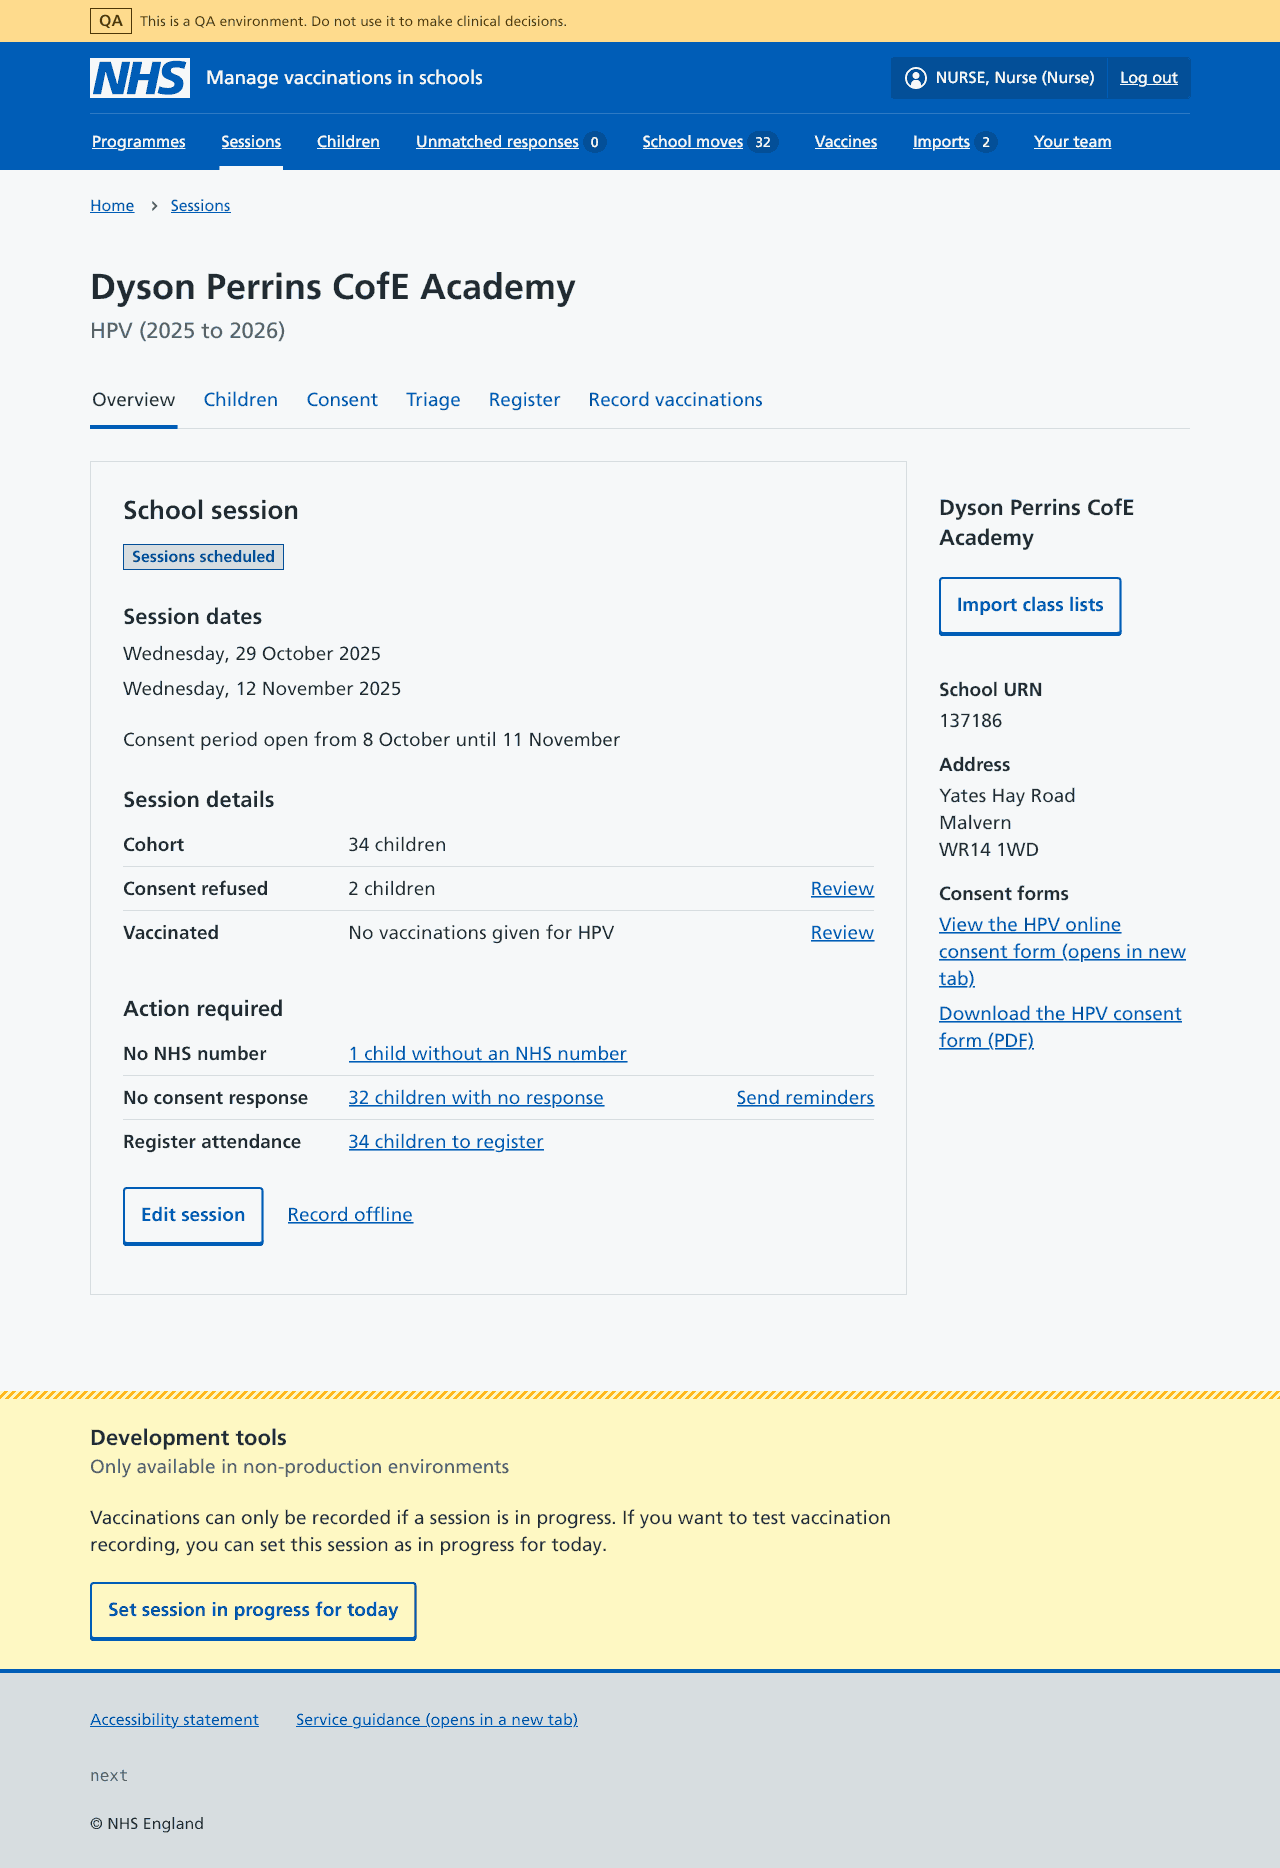 QA This is a QA environment. Do not use it to make clinical decisions.
NHS Manage vaccinations in schools NURSE, Nurse (Nurse) Log out
Programmes Sessions Children Unmatched responses 0 School moves 32 Vaccines Imports 2 Your team
Home › Sessions
Dyson Perrins CofE Academy
HPV (2025 to 2026)
Overview Children Consent Triage Register Record vaccinations
School session
Sessions scheduled
Session dates
Wednesday, 29 October 2025
Wednesday, 12 November 2025
Consent period open from 8 October until 11 November
Session details
Cohort 34 children
Consent refused 2 children Review
Vaccinated No vaccinations given for HPV Review
Action required
No NHS number 1 child without an NHS number
No consent response 32 children with no response Send reminders
Register attendance 34 children to register
Edit session Record offline
Dyson Perrins CofE
Academy
Import class lists
School URN
137186
Address
Yates Hay Road
Malvern
WR14 1WD
Consent forms
View the HPV online
consent form (opens in new
tab)
Download the HPV consent
form (PDF)
Development tools
Only available in non-production environments
Vaccinations can only be recorded if a session is in progress. If you want to test vaccination
recording, you can set this session as in progress for today.
Set session in progress for today
Accessibility statement Service guidance (opens in a new tab)
next
© NHS England